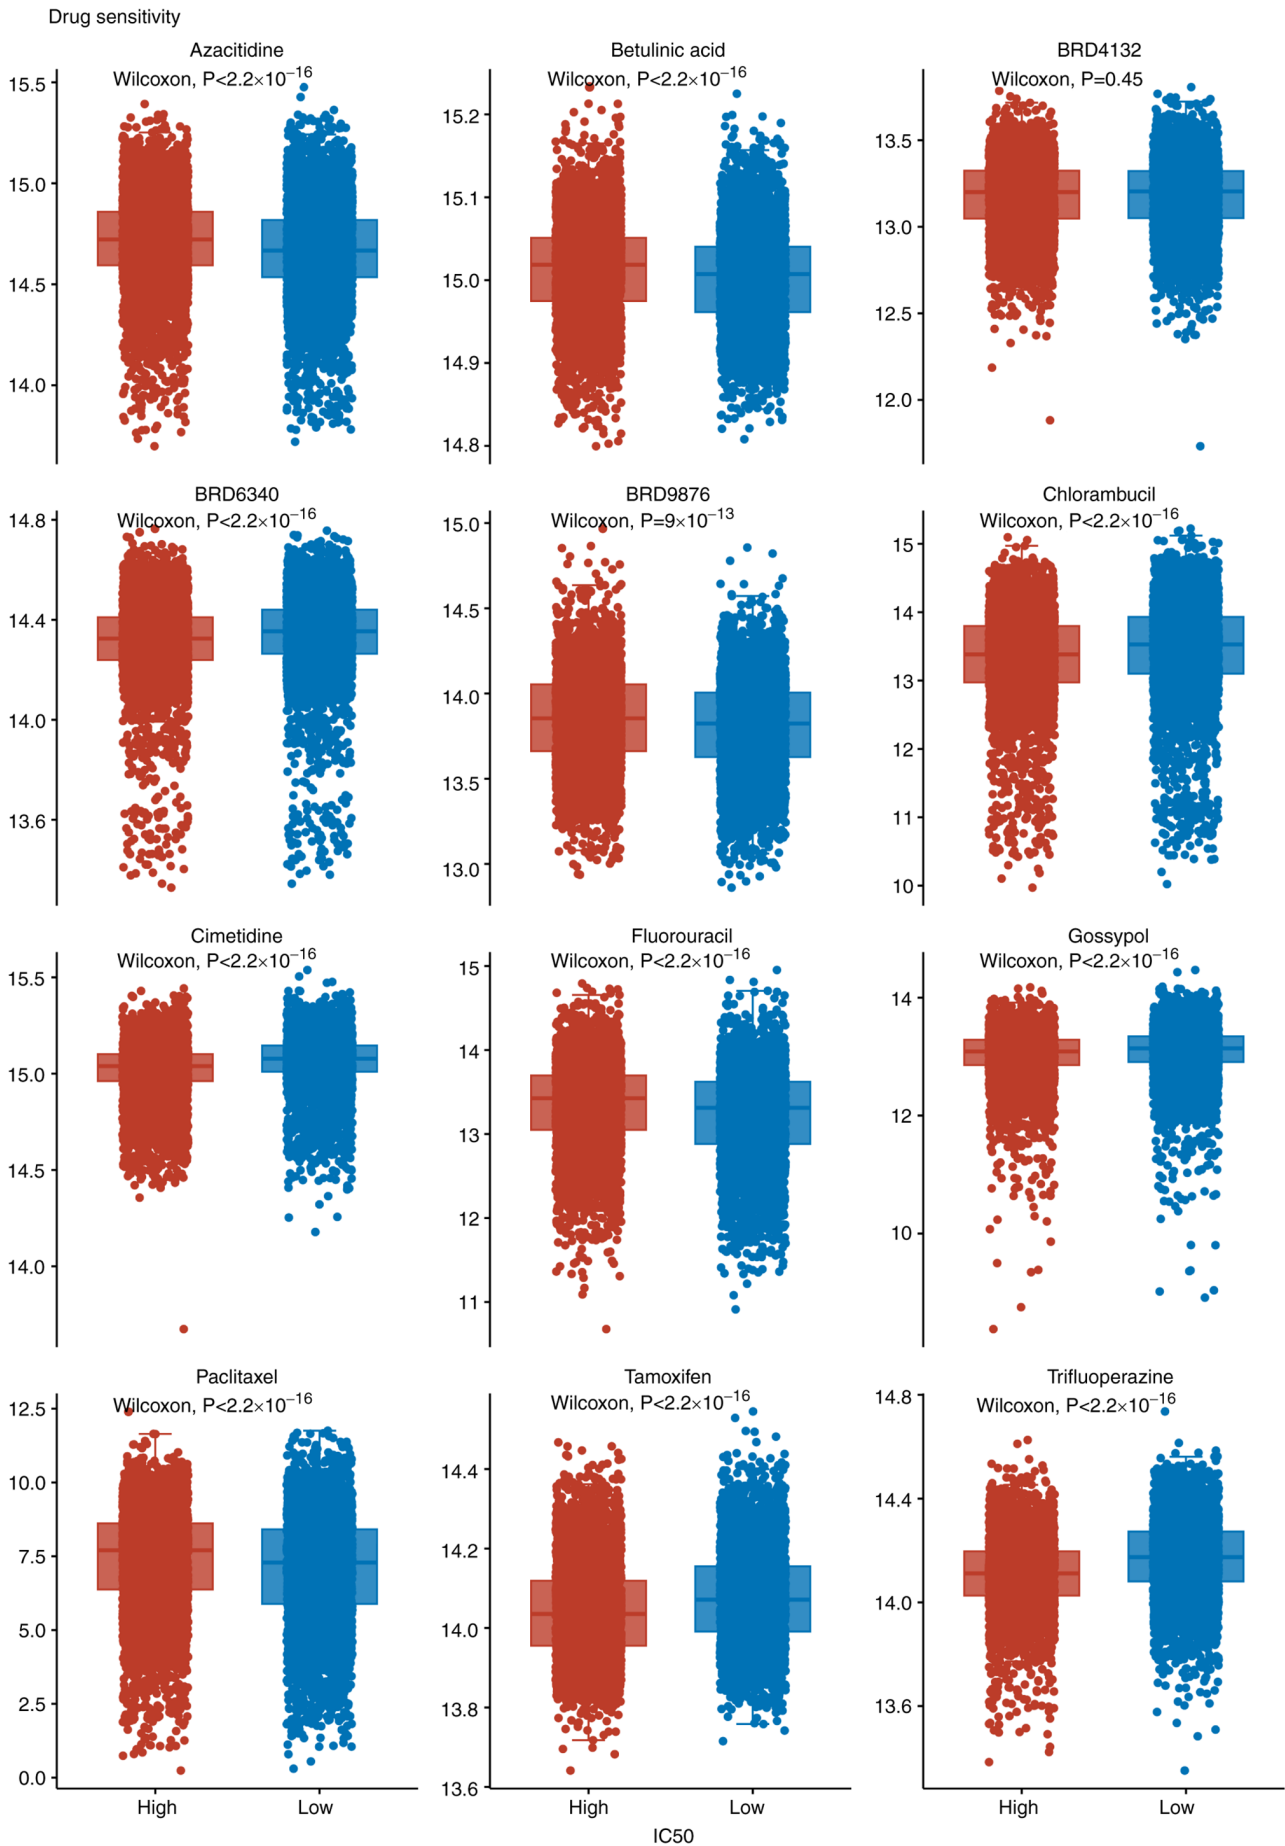 Drug sensitivity
Azacitidine
Wilcoxon, P<2.2×10⁻¹⁶
15.5
15.0
14.5
14.0
Betulinic acid
Wilcoxon, P<2.2×10⁻¹⁶
15.2
15.1
15.0
14.9
14.8
BRD4132
Wilcoxon, P=0.45
13.5
13.0
12.5
12.0
BRD6340
Wilcoxon, P<2.2×10⁻¹⁶
14.8
14.4
14.0
13.6
BRD9876
Wilcoxon, P=9×10⁻¹³
15.0
14.5
14.0
13.5
13.0
Chlorambucil
Wilcoxon, P<2.2×10⁻¹⁶
15
14
13
12
11
10
Cimetidine
Wilcoxon, P<2.2×10⁻¹⁶
15.5
15.0
14.5
14.0
Fluorouracil
Wilcoxon, P<2.2×10⁻¹⁶
15
14
13
12
11
Gossypol
Wilcoxon, P<2.2×10⁻¹⁶
14
12
10
Paclitaxel
Wilcoxon, P<2.2×10⁻¹⁶
12.5
10.0
7.5
5.0
2.5
0.0
High Low
Tamoxifen
Wilcoxon, P<2.2×10⁻¹⁶
14.4
14.2
14.0
13.8
13.6
High Low
Trifluoperazine
Wilcoxon, P<2.2×10⁻¹⁶
14.8
14.4
14.0
13.6
High Low
IC50